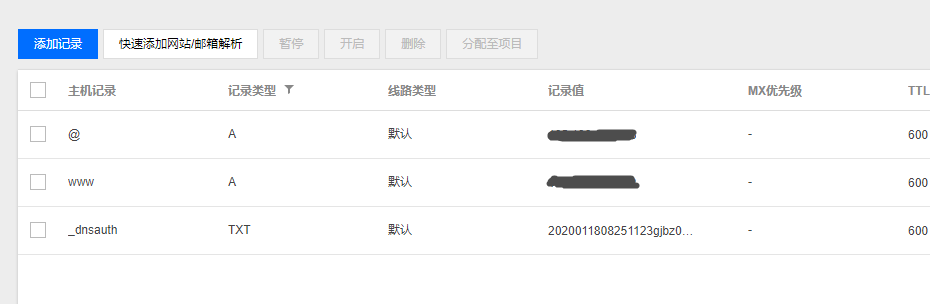 添加记录 快速添加网站/邮箱解析 暂停 开启 删除 分配至项目
主机记录 记录类型 线路类型 记录值 MX优先级 TTL
@ A 默认 - 600
www A 默认 - 600
_dnsauth TXT 默认 2020011808251123gjbz0... - 600